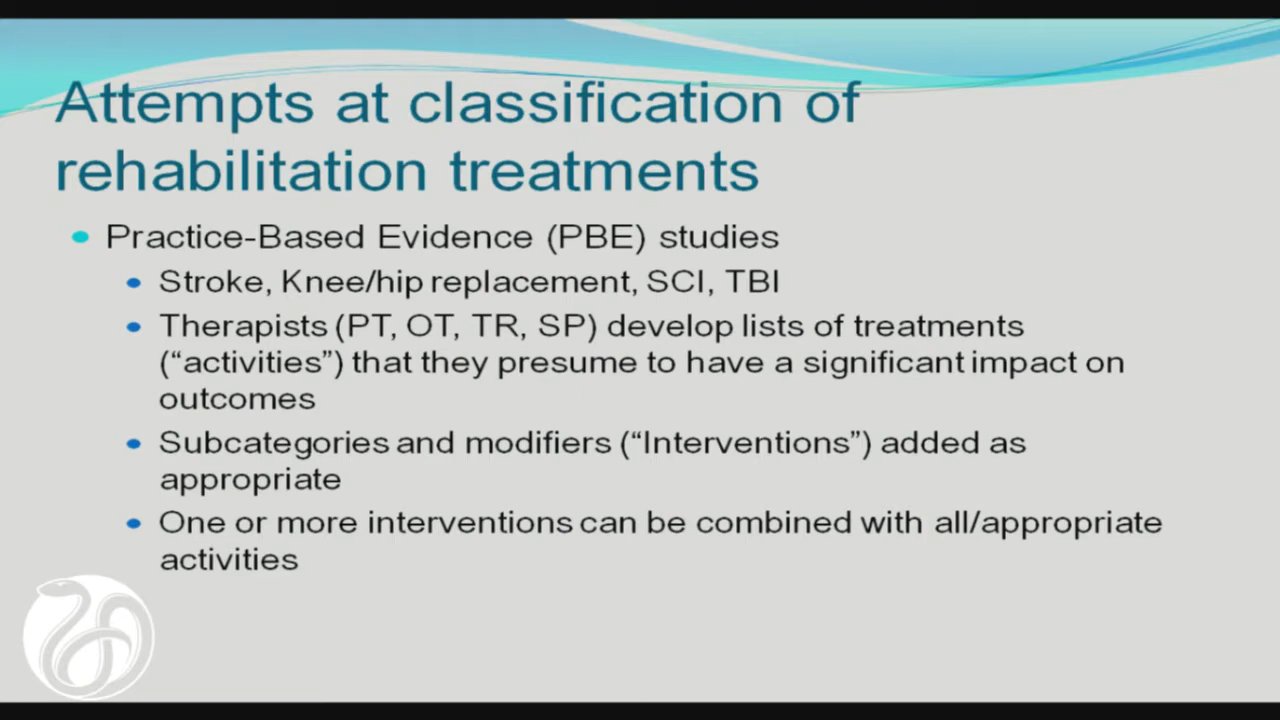 Attempts at classification of
rehabilitation treatments
Practice-Based Evidence (PBE) studies
Stroke, Knee/hip replacement, SCI, TBI
Therapists (PT, OT, TR, SP) develop lists of treatments
(“activities”) that they presume to have a significant impact on
outcomes
Subcategories and modifiers (“Interventions”) added as
appropriate
One or more interventions can be combined with all/appropriate
activities